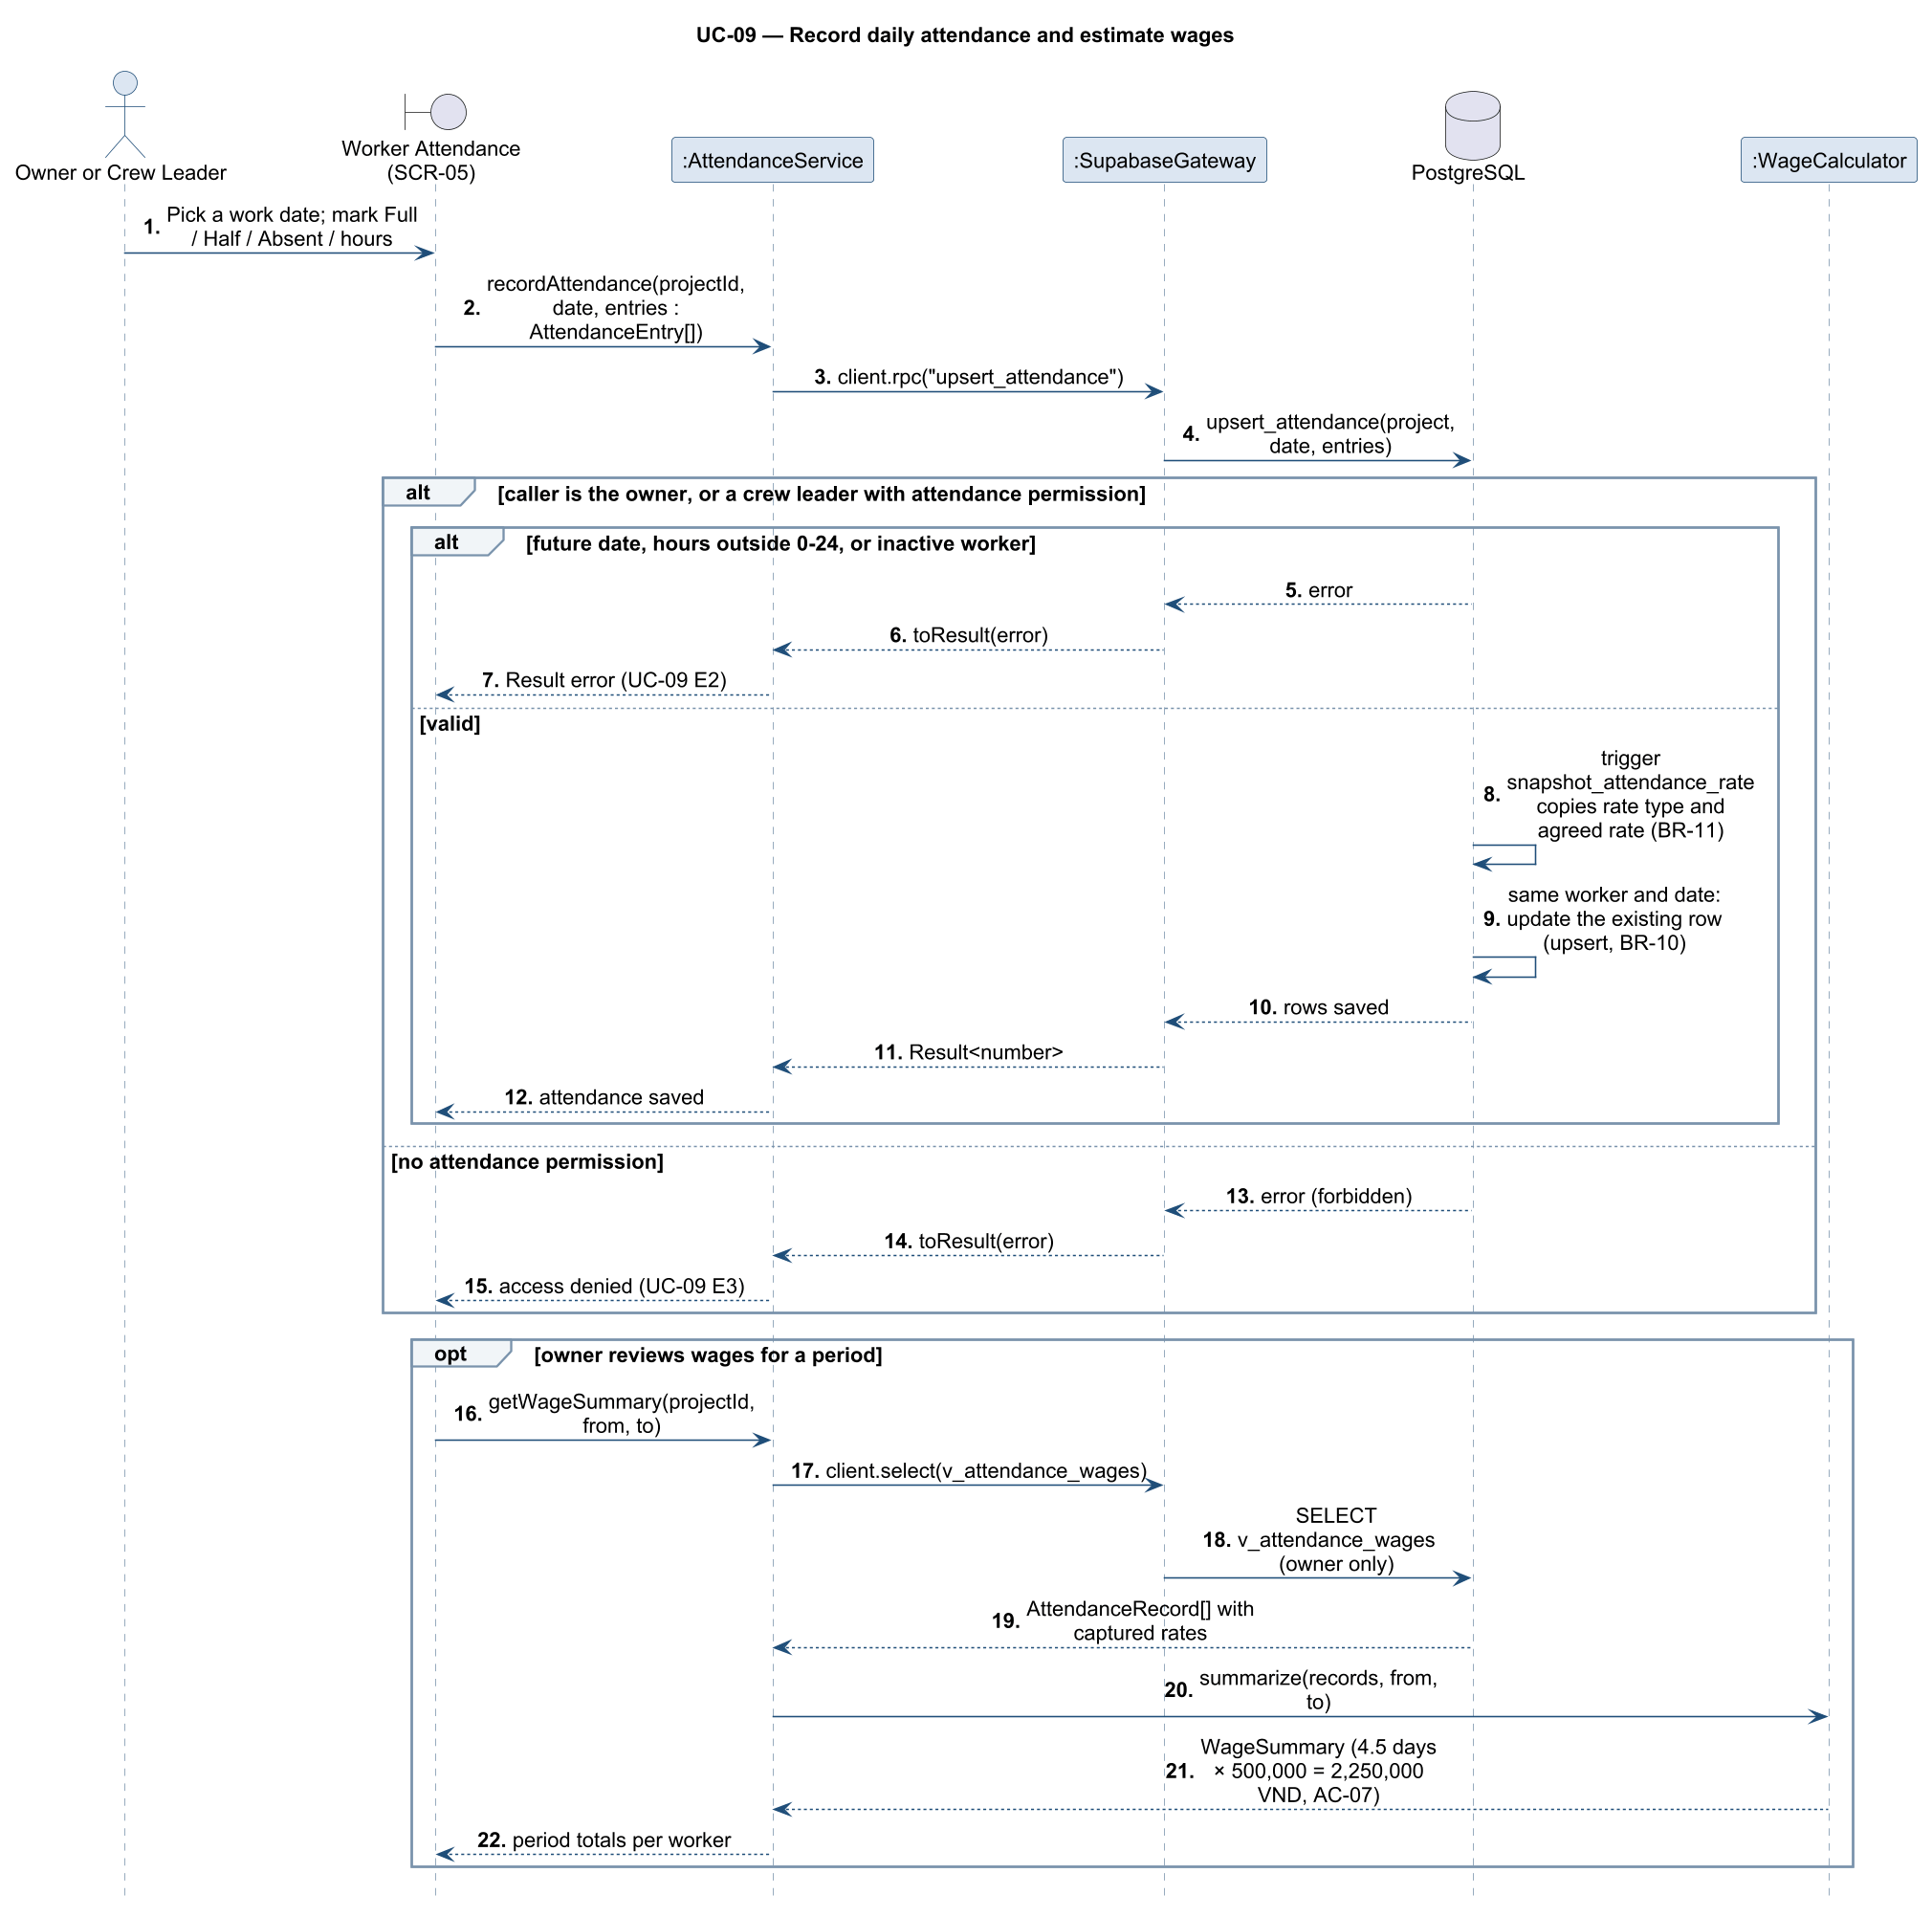 UC-09 — Record daily attendance and estimate wages
Owner or Crew Leader
Worker Attendance
(SCR-05)
:AttendanceService
:SupabaseGateway
PostgreSQL
:WageCalculator
1. Pick a work date; mark Full
/ Half / Absent / hours
2. recordAttendance(projectId,
date, entries :
AttendanceEntry[])
3. client.rpc("upsert_attendance")
4. upsert_attendance(project,
date, entries)
alt [caller is the owner, or a crew leader with attendance permission]
alt [future date, hours outside 0-24, or inactive worker]
5. error
6. toResult(error)
7. Result error (UC-09 E2)
[valid]
8. trigger
snapshot_attendance_rate
copies rate type and
agreed rate (BR-11)
9. same worker and date:
update the existing row
(upsert, BR-10)
10. rows saved
11. Result<number>
12. attendance saved
[no attendance permission]
13. error (forbidden)
14. toResult(error)
15. access denied (UC-09 E3)
opt [owner reviews wages for a period]
16. getWageSummary(projectId,
from, to)
17. client.select(v_attendance_wages)
18. SELECT
v_attendance_wages
(owner only)
19. AttendanceRecord[] with
captured rates
20. summarize(records, from,
to)
21. WageSummary (4.5 days
× 500,000 = 2,250,000
VND, AC-07)
22. period totals per worker